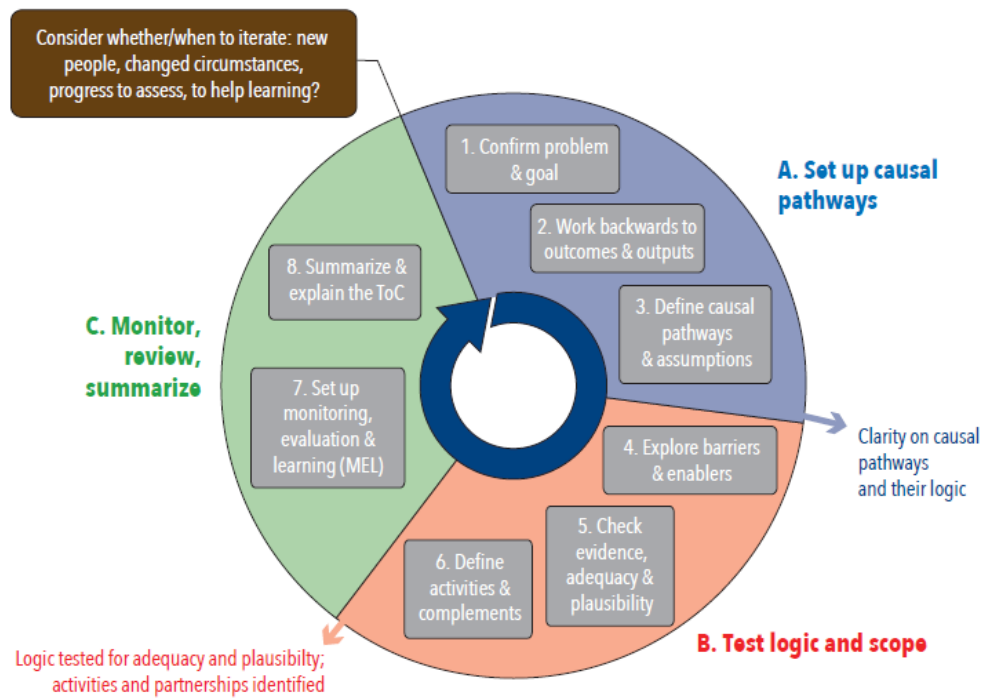 Consider whether/when to iterate: new
people, changed circumstances,
progress to assess, to help learning?
A. Set up causal
pathways
1. Confirm problem
& goal
2. Work backwards to
outcomes & outputs
3. Define causal
pathways
& assumptions
Clarity on causal
pathways
and their logic
4. Explore barriers
& enablers
5. Check
evidence,
adequacy &
plausibility
6. Define
activities &
complements
B. Test logic and scope
Logic tested for adequacy and plausibilty;
activities and partnerships identified
C. Monitor,
review,
summarize
7. Set up
monitoring,
evaluation &
learning (MEL)
8. Summarize &
explain the ToC